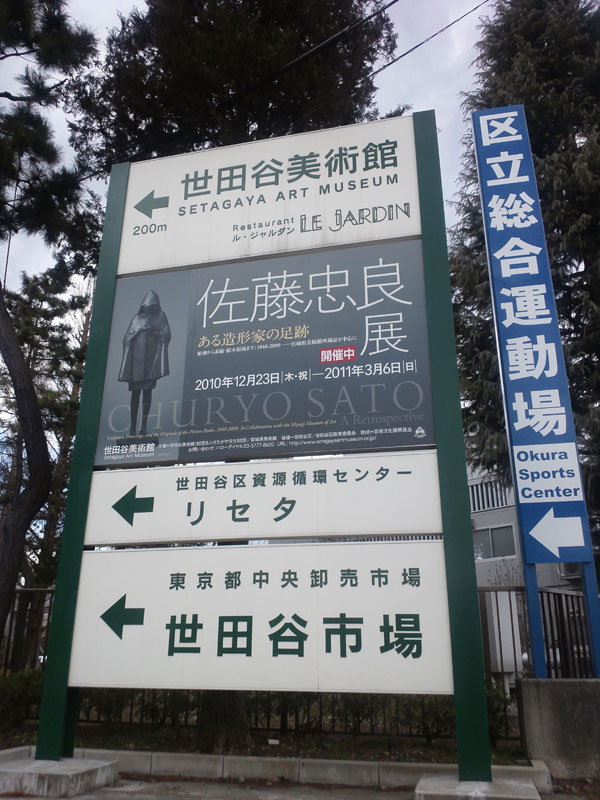 世田谷美術館
SETAGAYA ART MUSEUM
200m
Restaurant
ル・ジャルダン
LE JARDIN
佐藤忠良
展
ある造形家の足跡
開催中
2010年12月23日|木・祝|—2011年3月6日|日|
CHURYO SATO
A Retrospective
世田谷美術館
Setagaya Art Museum
世田谷区資源循環センター
リセタ
東京都中央卸売市場
世田谷市場
区立総合運動場
Okura
Sports
Center